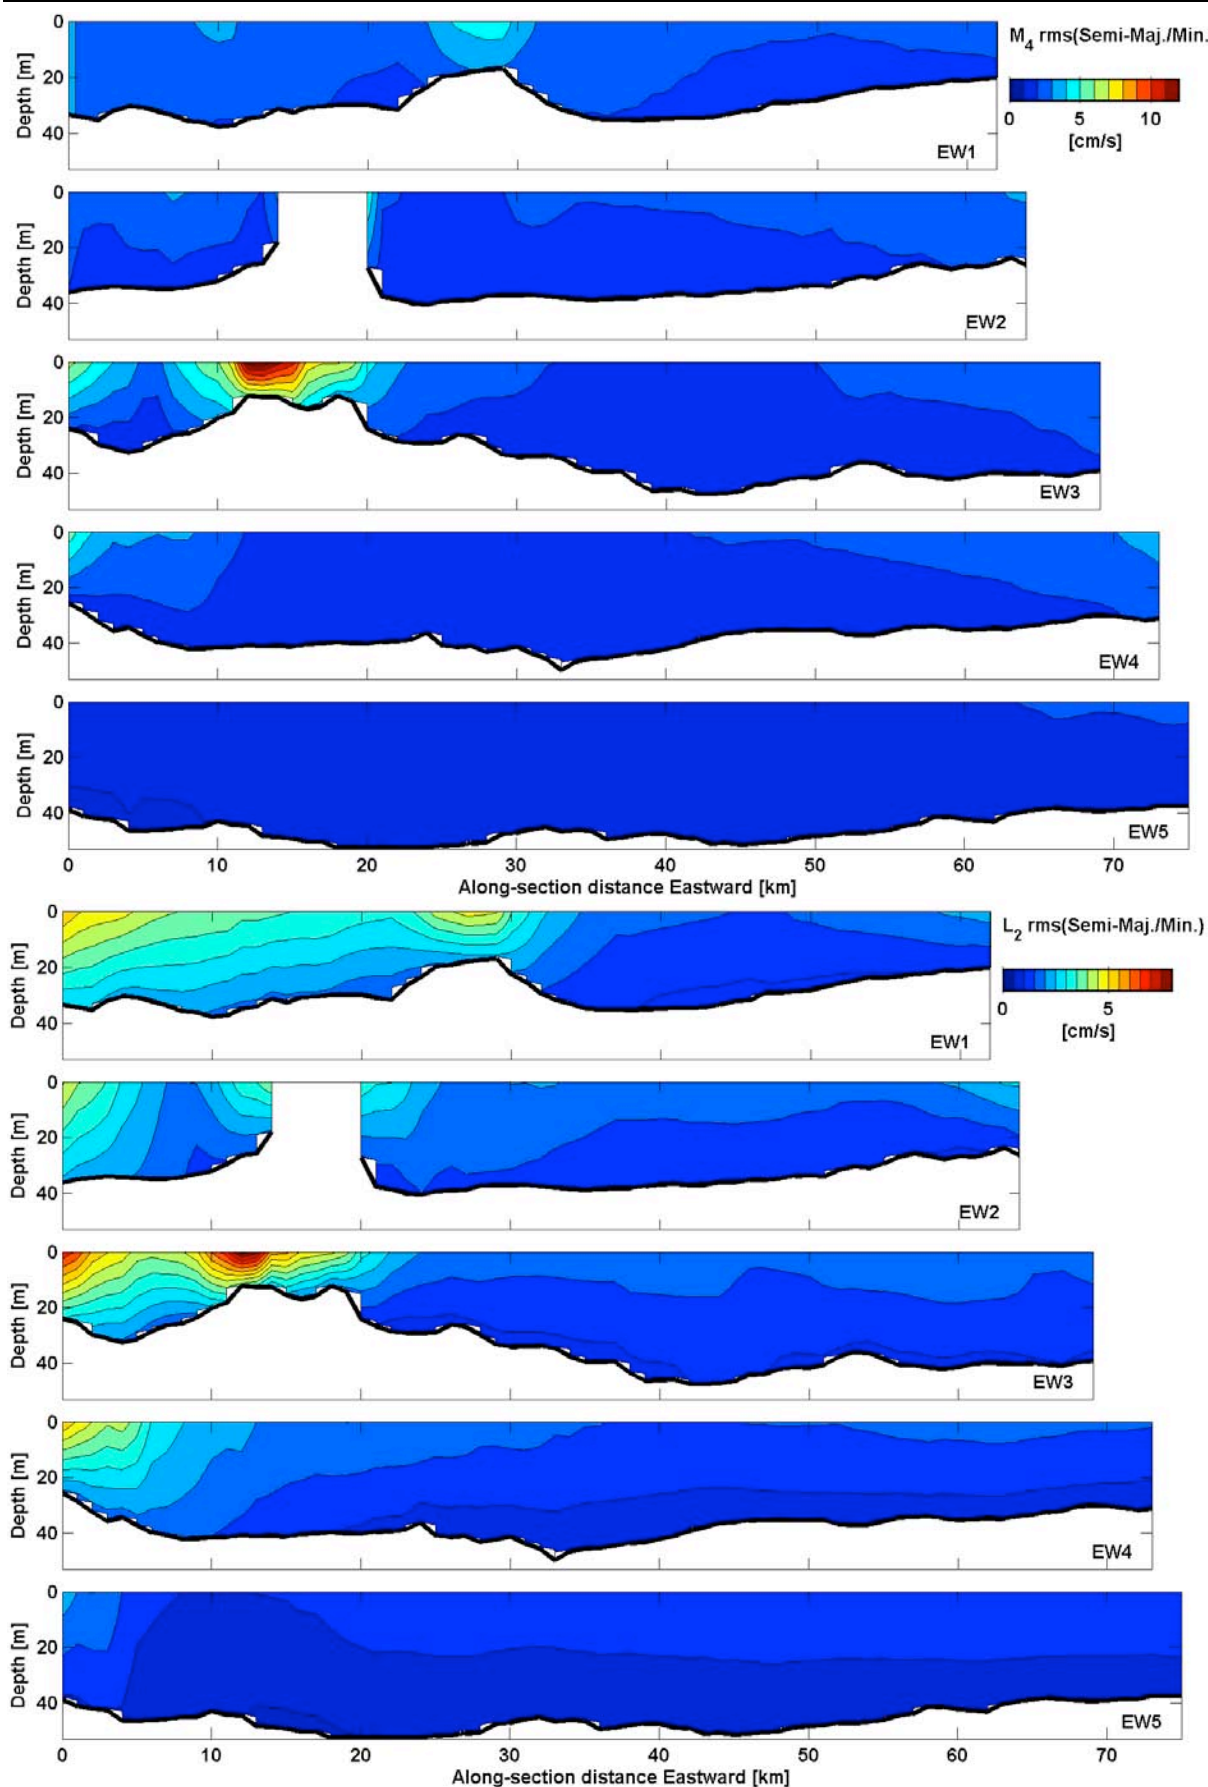 M4 rms(Semi-Maj./Min.
0 5 10
[cm/s]
Depth [m]
0
20
40
EW1
Depth [m]
0
20
40
EW2
Depth [m]
0
20
40
EW3
Depth [m]
0
20
40
EW4
Depth [m]
0
20
40
EW5
0 10 20 30 40 50 60 70
Along-section distance Eastward [km]
L2 rms(Semi-Maj./Min.)
0 5
[cm/s]
Depth [m]
0
20
40
EW1
Depth [m]
0
20
40
EW2
Depth [m]
0
20
40
EW3
Depth [m]
0
20
40
EW4
Depth [m]
0
20
40
EW5
0 10 20 30 40 50 60 70
Along-section distance Eastward [km]